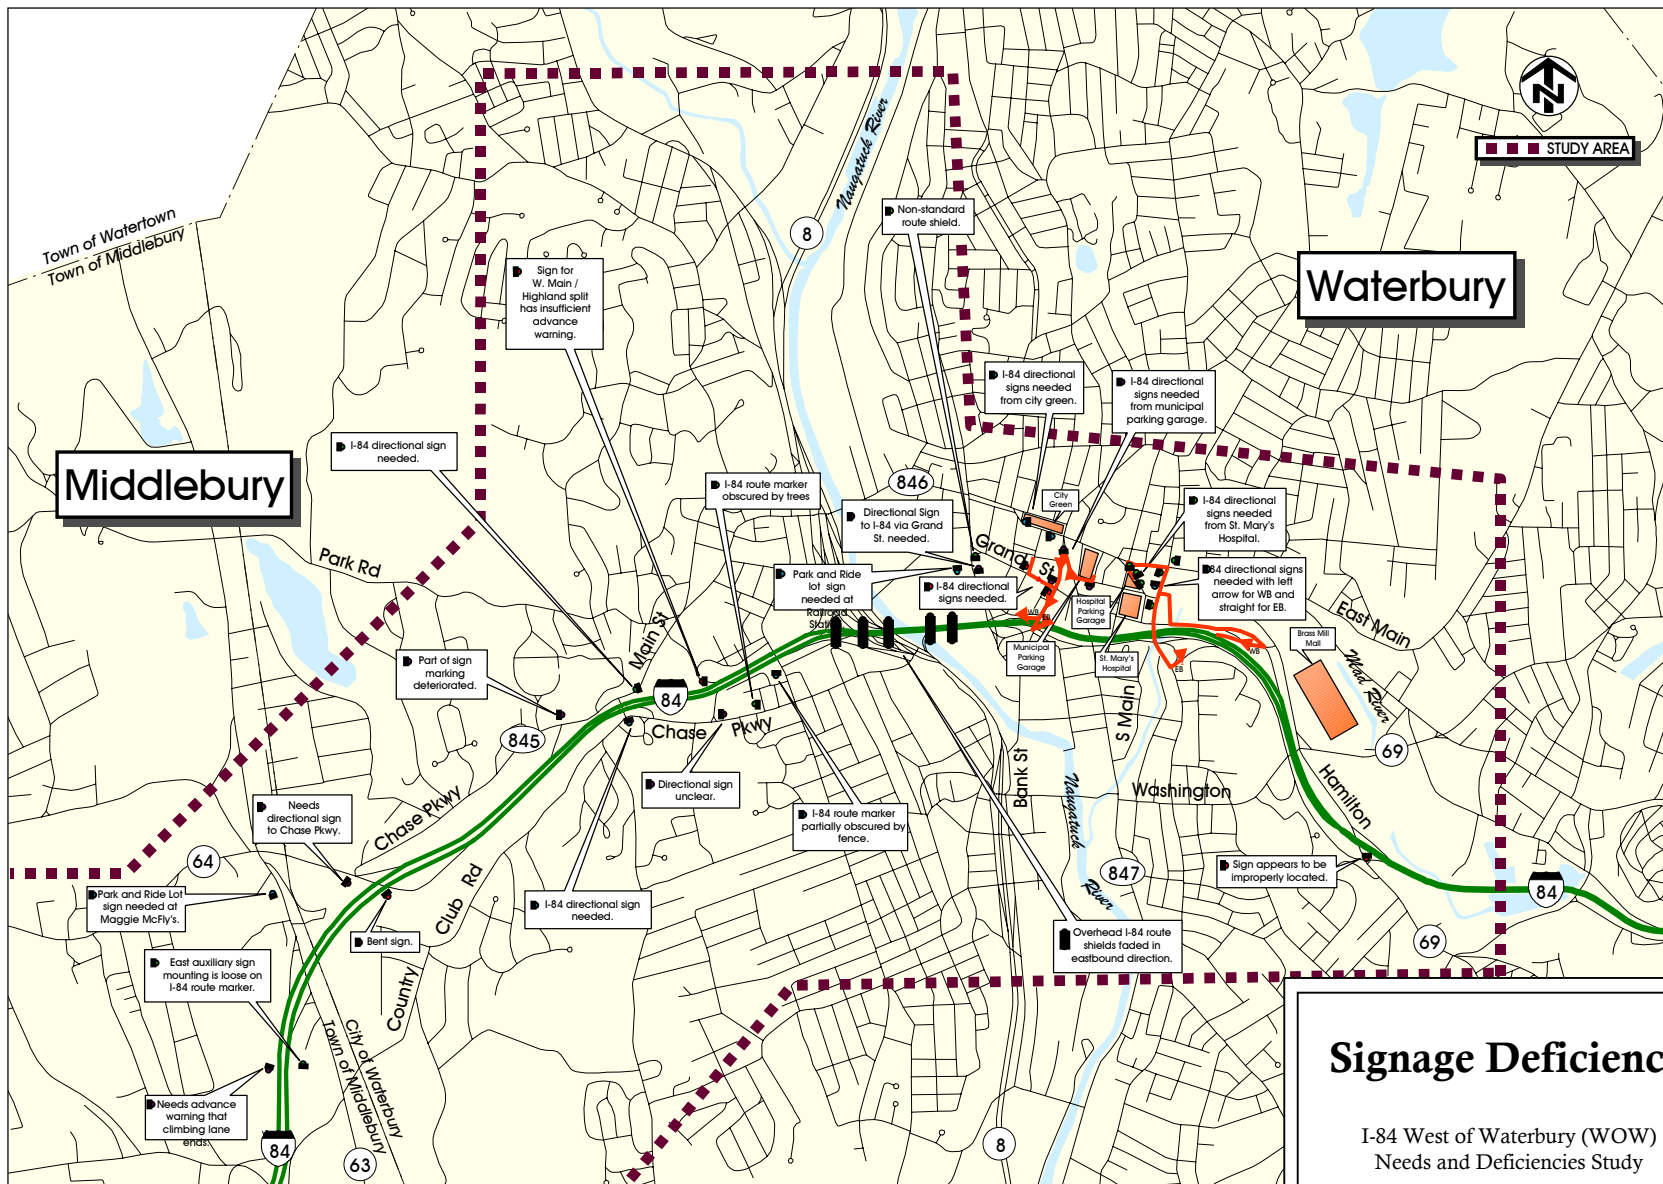 STUDY AREA
Naugatuck River
Town of Watertown
Town of Middlebury
8
Non-standard
route shield.
Waterbury
Sign for
W. Main /
Highland split
has insufficient
advance
warning.
I-84 directional
signs needed
from city green.
I-84 directional
signs needed
from municipal
parking garage.
I-84 directional sign
needed.
Middlebury
I-84 route marker
obscured by trees
846
City
Green
I-84 directional
signs needed
from St. Mary's
Hospital.
Directional Sign
to I-84 via Grand
St. needed.
Grand St
Park Rd
Park and Ride
lot sign
needed at
Railroad
Station
I-84 directional
signs needed.
84 directional signs
needed with left
arrow for WB and
straight for EB.
Hospital
Parking
Garage
WB
EB
East Main
Main St
Brass Mill
Mall
Municipal
Parking
Garage
St. Mary's
Hospital
WB
EB
Mad River
Part of sign
marking
deteriorated.
84
S Main
845
Chase Pkwy
69
Bank St
Naugatuck
River
Directional sign
unclear.
Washington
Hamilton
Needs
directional sign
to Chase Pkwy.
Chase Pkwy
I-84 route marker
partially obscured by
fence.
64
847
Sign appears to be
improperly located.
84
Park and Ride Lot
sign needed at
Maggie McFly's.
Club Rd
I-84 directional sign
needed.
Bent sign.
Overhead I-84 route
shields faded in
eastbound direction.
69
East auxiliary sign
mounting is loose on
I-84 route marker.
Country
City of Waterbury
Town of Middlebury
Needs advance
warning that
climbing lane
ends.
84
63
8
Signage Deficienc
I-84 West of Waterbury (WOW)
Needs and Deficiencies Study